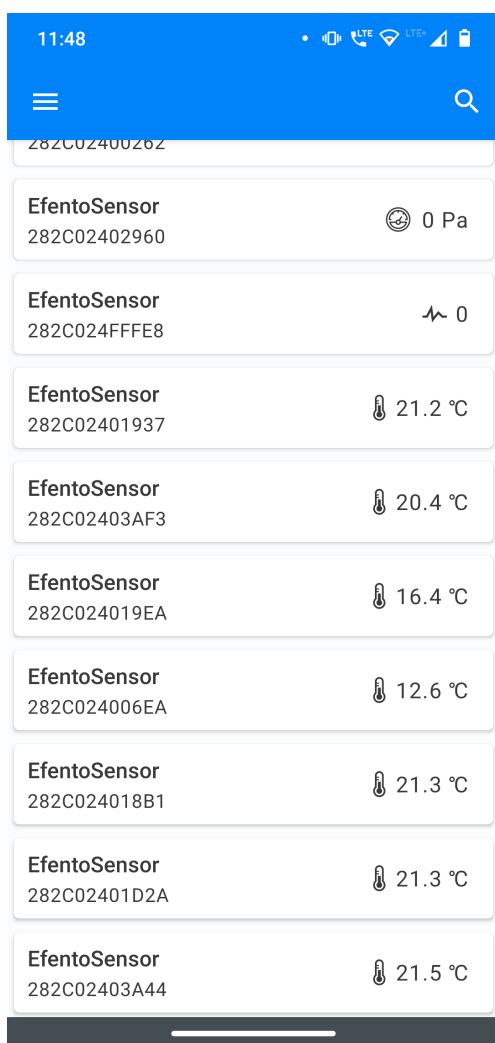 11:48
LTE
LTE+
282C02400262
EfentoSensor
282C02402960
0 Pa
EfentoSensor
282C024FFFE8
0
EfentoSensor
282C02401937
21.2 °C
EfentoSensor
282C02403AF3
20.4 °C
EfentoSensor
282C024019EA
16.4 °C
EfentoSensor
282C024006EA
12.6 °C
EfentoSensor
282C024018B1
21.3 °C
EfentoSensor
282C02401D2A
21.3 °C
EfentoSensor
282C02403A44
21.5 °C